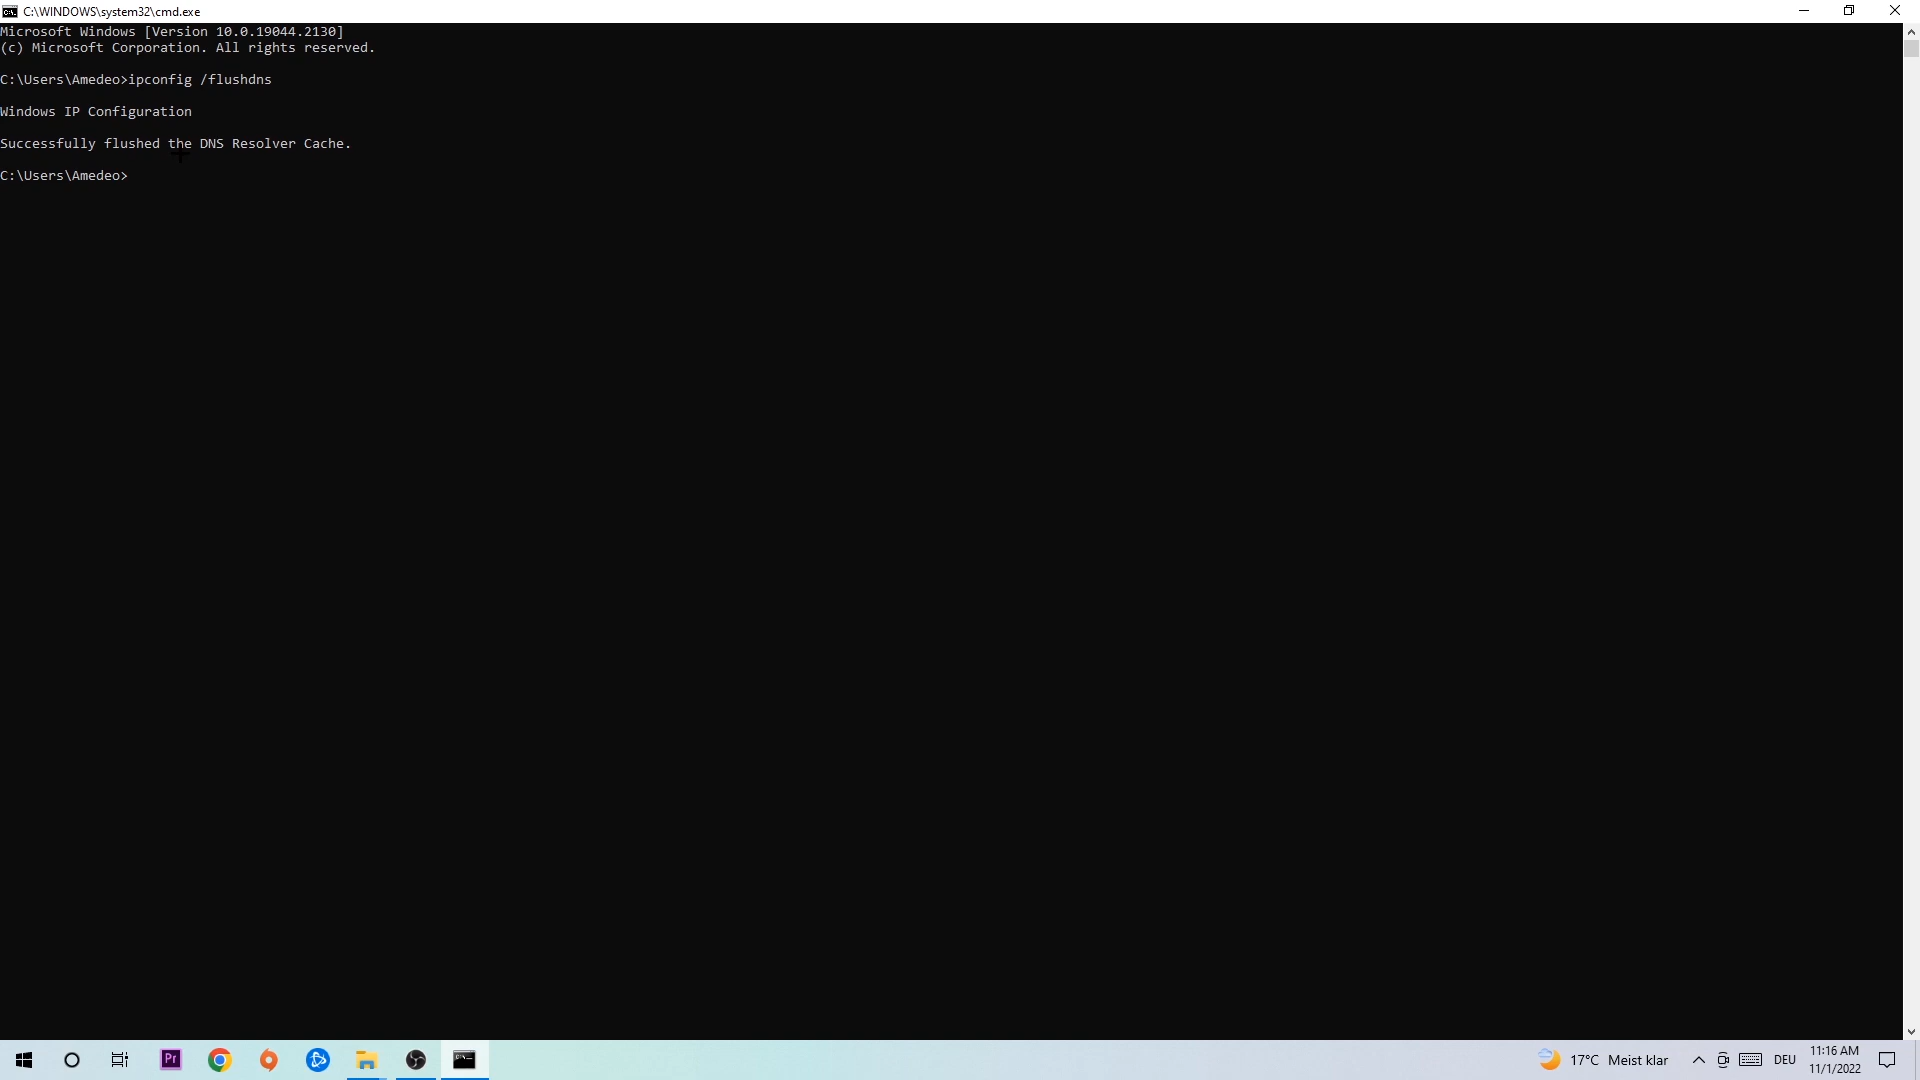 C:\WINDOWS\system32\cmd.exe
Microsoft Windows [Version 10.0.19044.2130]
(c) Microsoft Corporation. All rights reserved.
C:\Users\Amedeo>ipconfig /flushdns
Windows IP Configuration
Successfully flushed the DNS Resolver Cache.
C:\Users\Amedeo>
Pr
17°C Meist klar
DEU
11:16 AM
11/1/2022